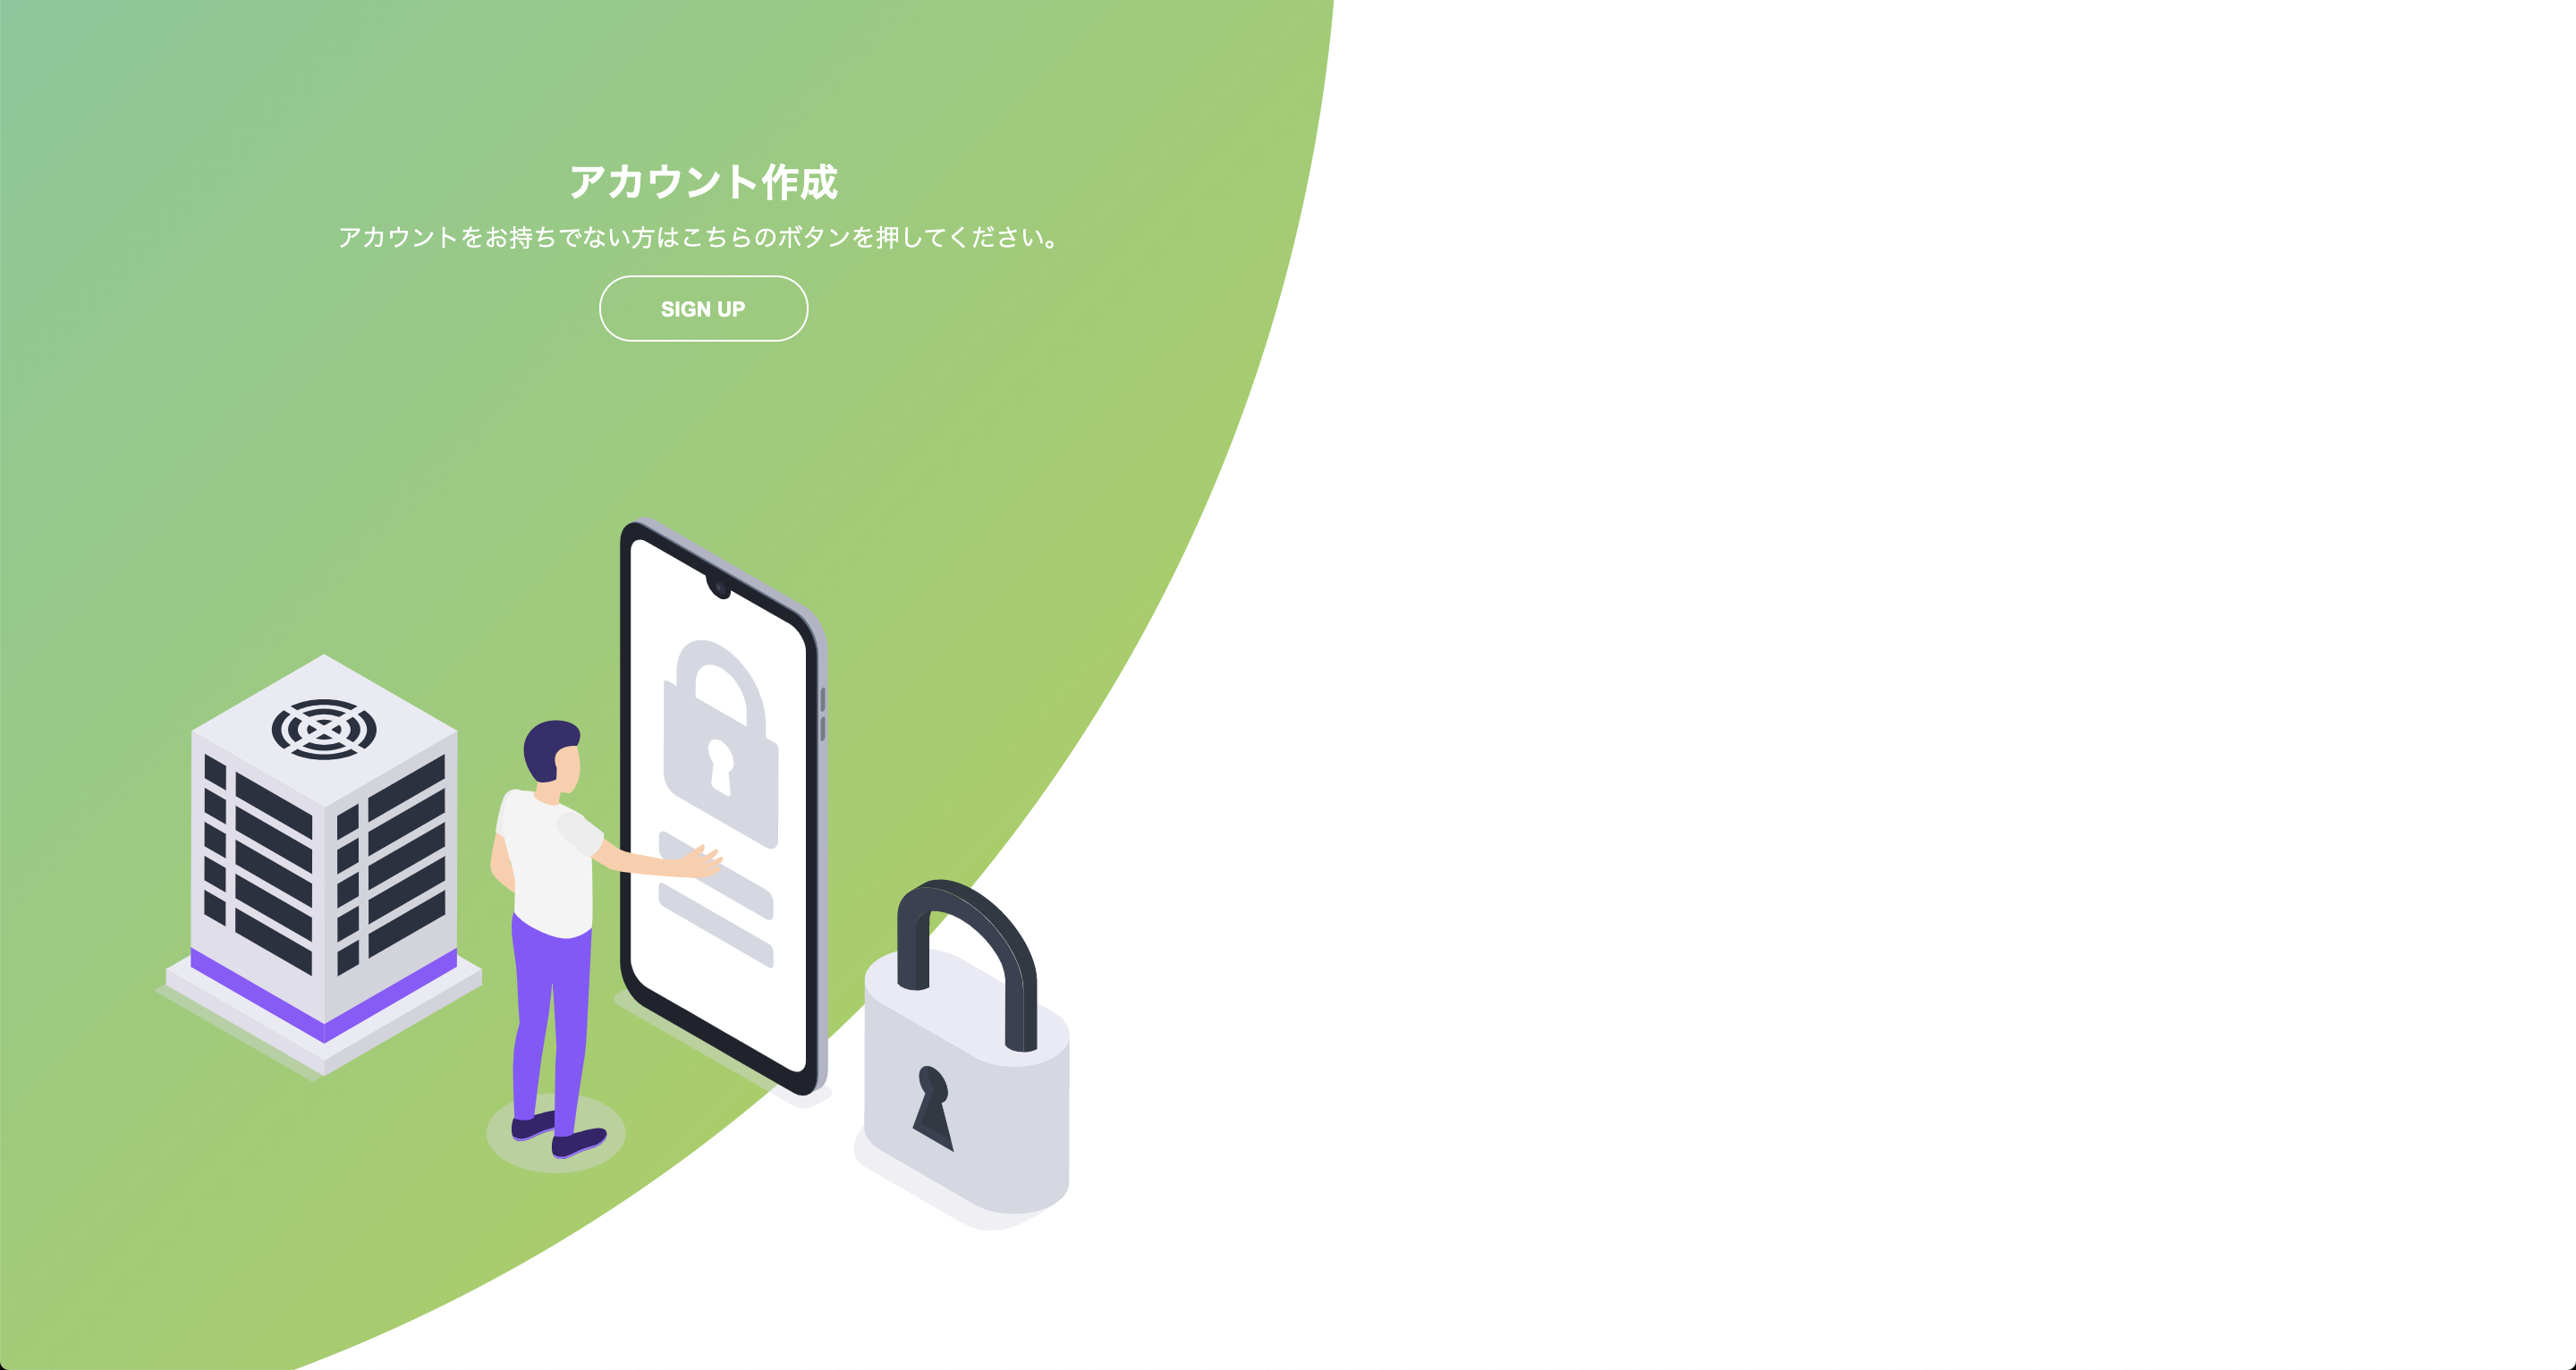 アカウント作成
アカウントをお持ちでない方はこちらのボタンを押してください。
SIGN UP